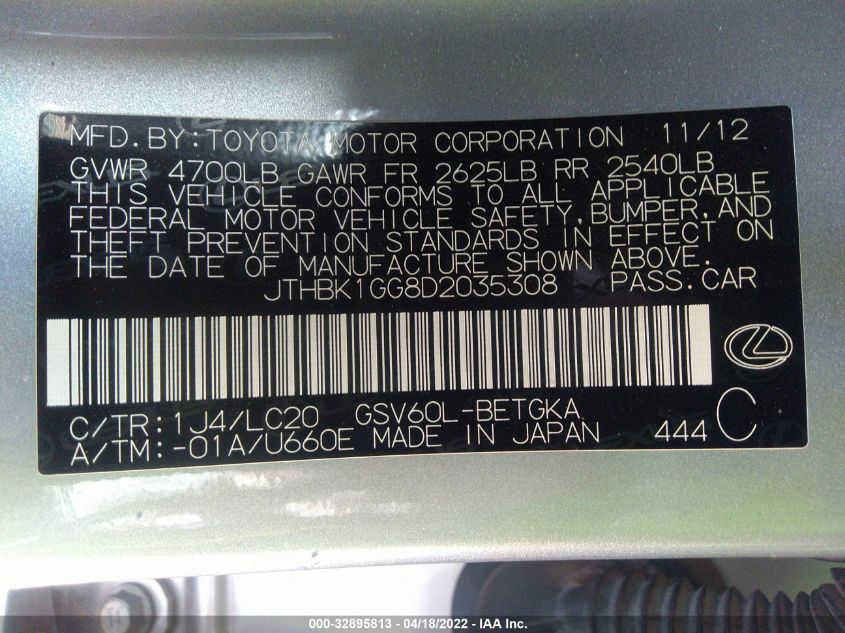 MFD. BY: TOYOTA MOTOR CORPORATION 11/12
GVWR 4700LB GAWR FR 2625LB RR 2540LB
THIS VEHICLE CONFORMS TO ALL APPLICABLE
FEDERAL MOTOR VEHICLE SAFETY, BUMPER, AND
THEFT PREVENTION STANDARDS IN EFFECT ON
THE DATE OF MANUFACTURE SHOWN ABOVE.
JTHBK1GG8D2035308 PASS. CAR
C/TR: 1J4/LC20 GSV60L-BETGKA
A/TM: -01A/U660E MADE IN JAPAN 444 C
000-32895813 - 04/18/2022 - IAA Inc.